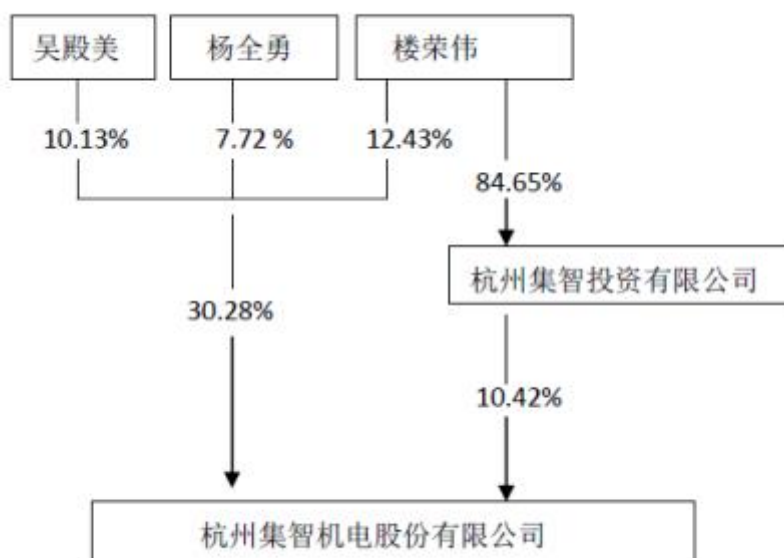 吴殿美
杨全勇
楼荣伟
10.13%
7.72 %
12.43%
84.65%
杭州集智投资有限公司
30.28%
10.42%
杭州集智机电股份有限公司